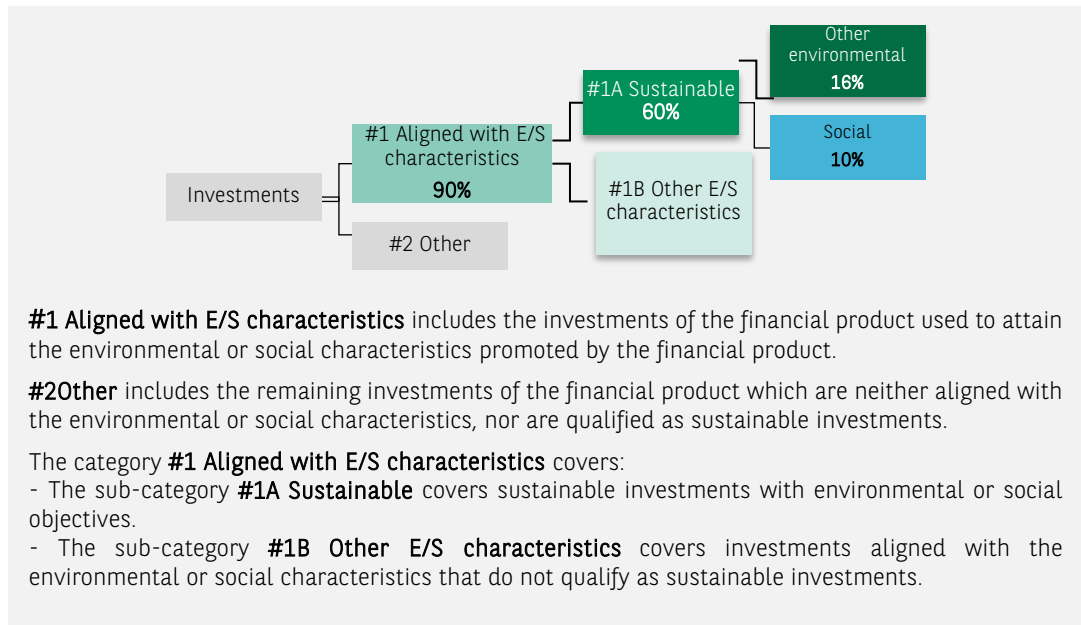 Other
environmental
16%
#1A Sustainable
60%
Social
10%
#1 Aligned with E/S
characteristics
90%
#1B Other E/S
characteristics
Investments
#2 Other
#1 Aligned with E/S characteristics includes the investments of the financial product used to attain
the environmental or social characteristics promoted by the financial product.
#2Other includes the remaining investments of the financial product which are neither aligned with
the environmental or social characteristics, nor are qualified as sustainable investments.
The category #1 Aligned with E/S characteristics covers:
- The sub-category #1A Sustainable covers sustainable investments with environmental or social
objectives.
- The sub-category #1B Other E/S characteristics covers investments aligned with the
environmental or social characteristics that do not qualify as sustainable investments.